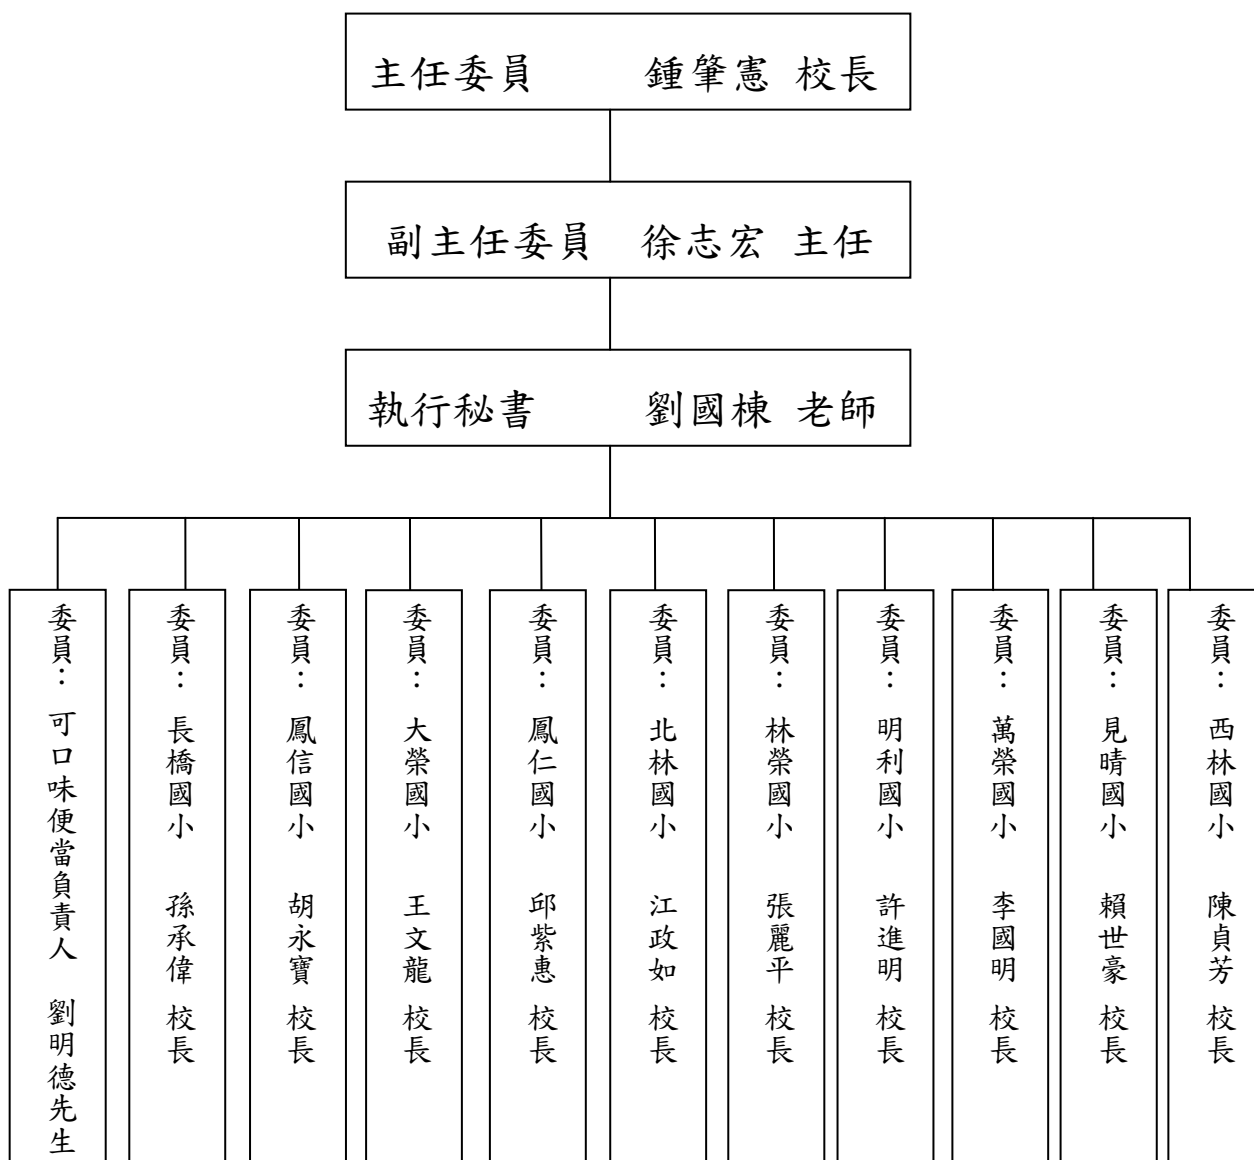 主任委員 鍾肇憲 校長
副主任委員 徐志宏 主任
執行秘書 劉國棟 老師
委員： 可口味便當負責人 劉明德先生
委員： 長橋國小 孫承偉 校長
委員： 鳳信國小 胡永寶 校長
委員： 大榮國小 王文龍 校長
委員： 鳳仁國小 邱紫惠 校長
委員： 北林國小 江政如 校長
委員： 林榮國小 張麗平 校長
委員： 明利國小 許進明 校長
委員： 萬榮國小 李國明 校長
委員： 見晴國小 賴世豪 校長
委員： 西林國小 陳貞芳 校長